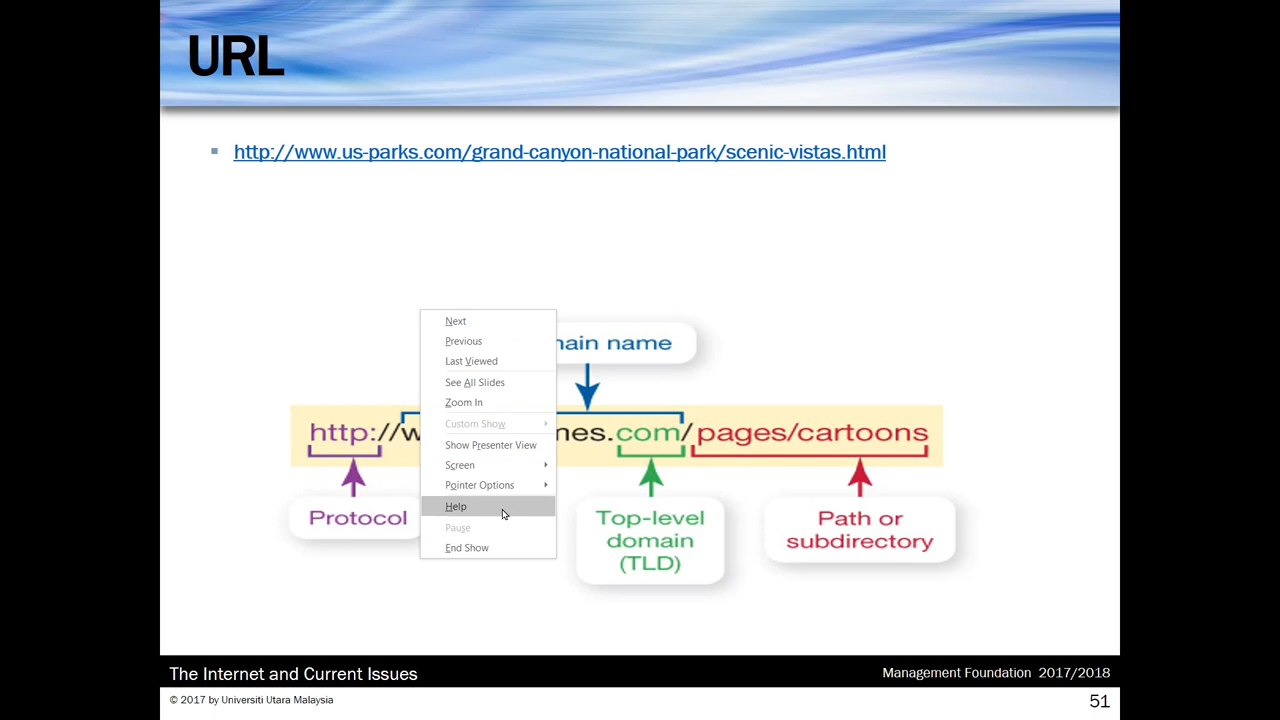 URL
http://www.us-parks.com/grand-canyon-national-park/scenic-vistas.html
Next
Previous
Last Viewed
See All Slides
Zoom In
Custom Show
Show Presenter View
Screen
Pointer Options
Help
Pause
End Show
name
http://
com/pages/cartoons
Protocol
Top-level
domain
(TLD)
Path or
subdirectory
The Internet and Current Issues
Management Foundation 2017/2018
© 2017 by Universiti Utara Malaysia
51